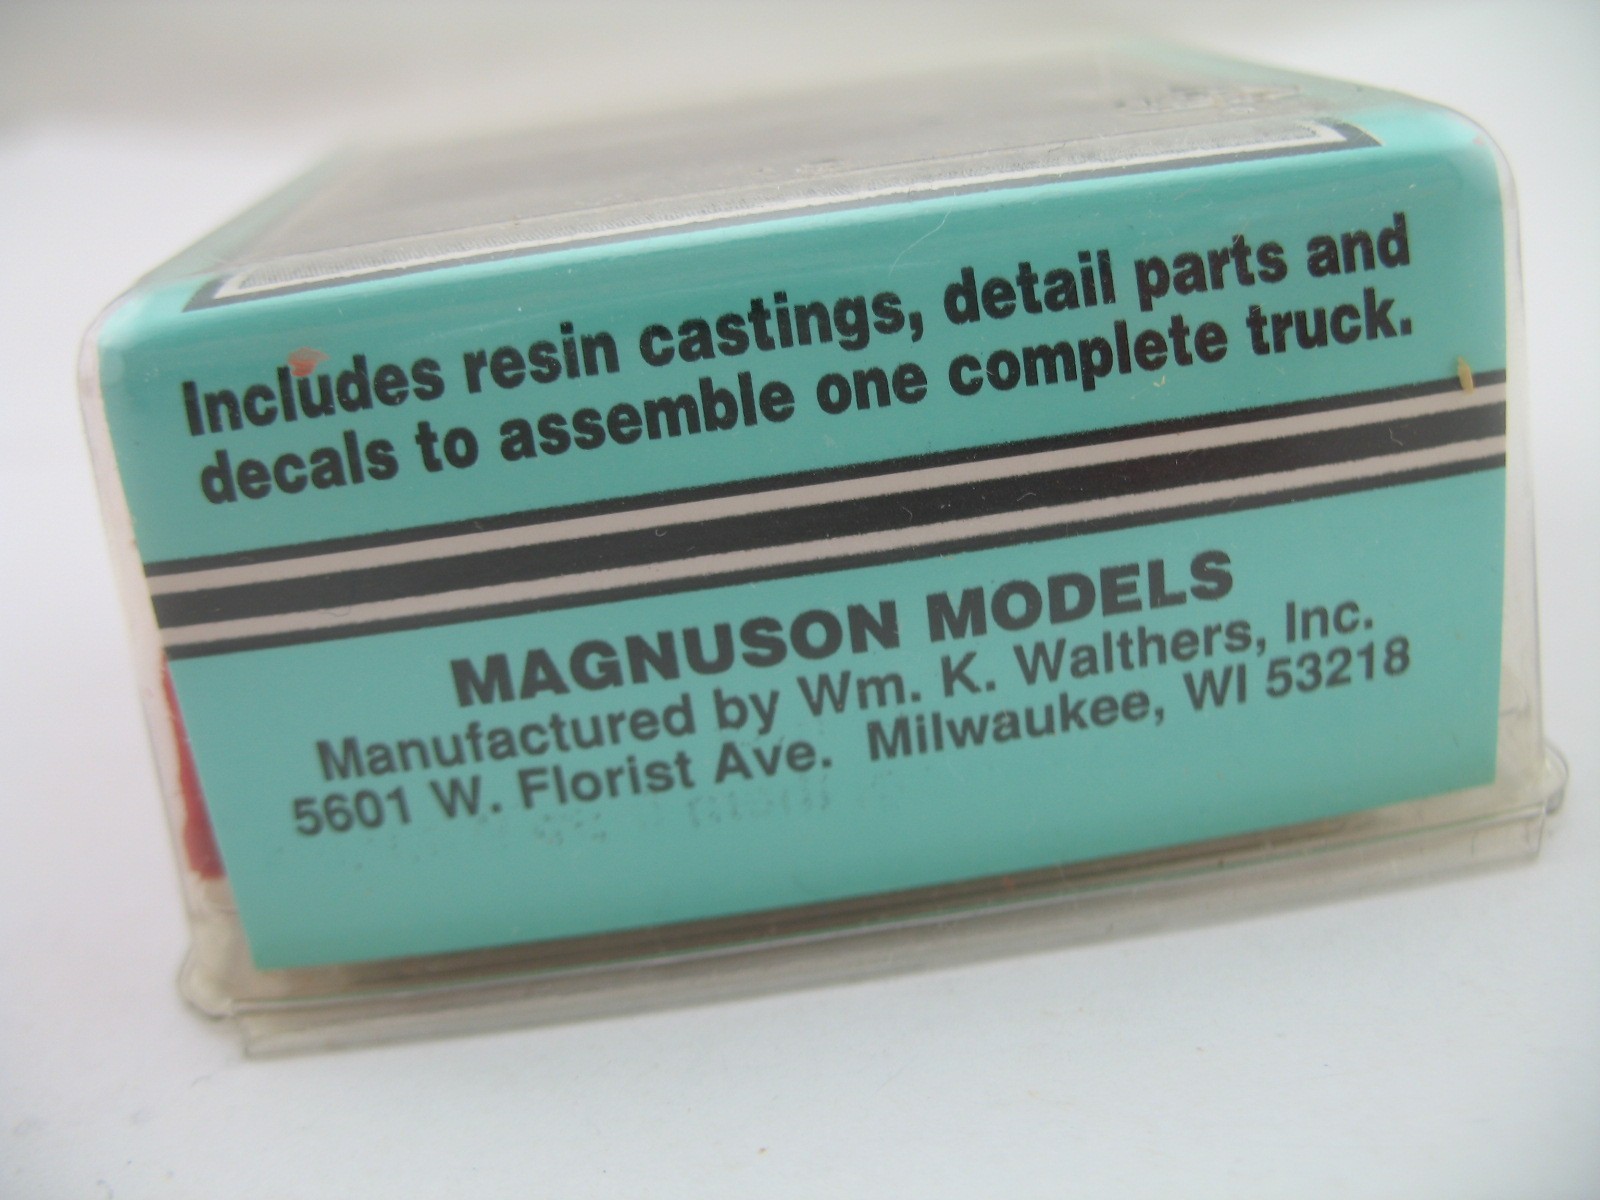 Includes resin castings, detail parts and
decals to assemble one complete truck.
MAGNUSON MODELS
Manufactured by Wm. K. Walthers, Inc.
5601 W. Florist Ave. Milwaukee, WI 53218